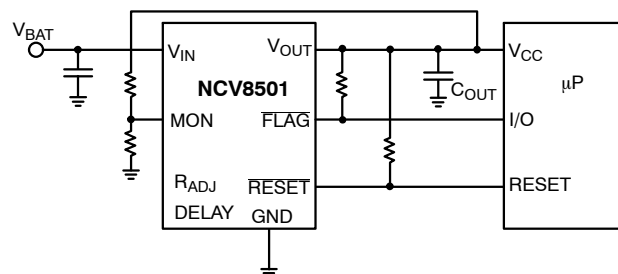 VBAT
VIN
VOUT
VCC
NCV8501
COUT
μP
MON
FLAG
I/O
RADJ
RESET
RESET
DELAY
GND